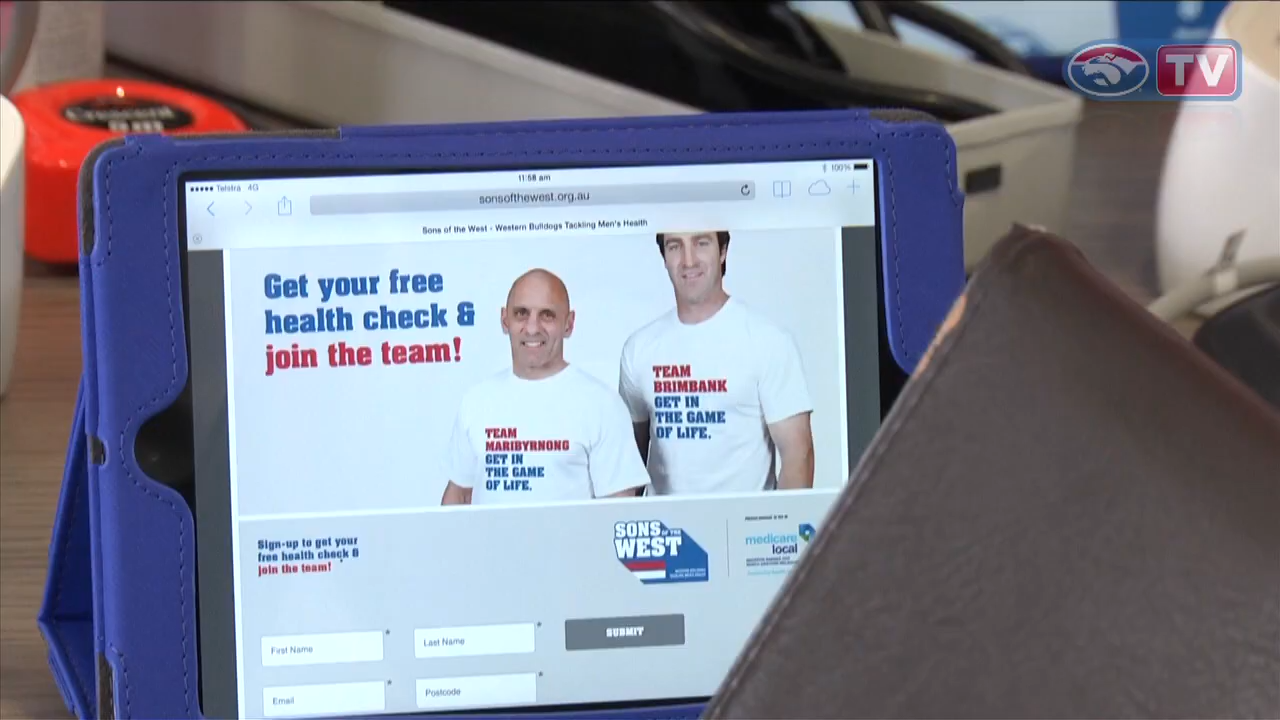 TV
Crescent
8m
Telstra 4G
11:58 am
100%
sonsofthewest.org.au
Sons of the West - Western Bulldogs Tackling Men's Health
Get your free
health check &
join the team!
TEAM
BRIMBANK
GET IN
THE GAME
OF LIFE.
TEAM
MARIBYRNONG
GET IN
THE GAME
OF LIFE.
Sign-up to get your
free health check &
join the team!
SONS OF THE
WEST
medicare
local
First Name
Last Name
SUBMIT
Email
Postcode